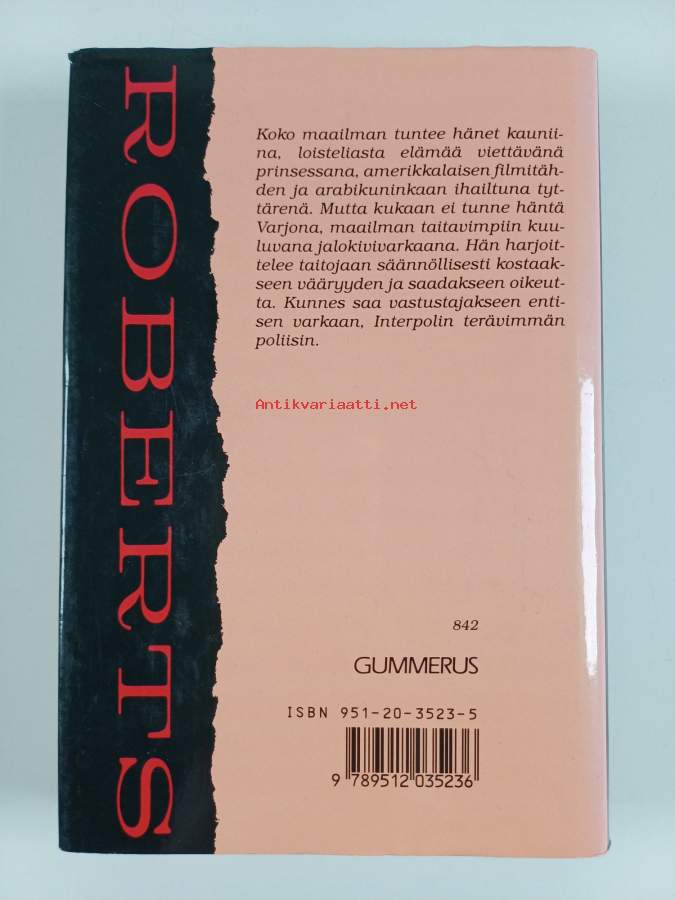 ROBERTS
Koko maailman tuntee hänet kaunii-
na, loisteliasta elämää viettävänä
prinsessana, amerikkalaisen filmitäh-
den ja arabikuninkaan ihailtuna tyt-
tärenä. Mutta kukaan ei tunne häntä
Varjona, maailman taitavimpiin kuu-
luvana jalokivivarkaana. Hän harjoit-
telee taitojaan säännöllisesti kostaak-
seen vääryyden ja saadakseen oikeut-
ta. Kunnes saa vastustajakseen enti-
sen varkaan, Interpolin terävimmän
poliisin.
Antikvariaatti.net
842
GUMMERUS
ISBN 951-20-3523-5
9 789512 035236